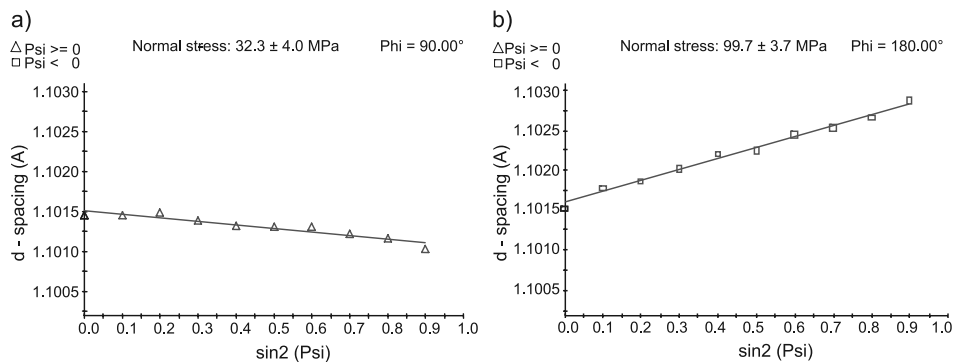 a)
△ Psi >= 0 Normal stress: 32.3 ± 4.0 MPa Phi = 90.00°
□ Psi < 0
1.1030
1.1025
1.1020
1.1015
1.1010
1.1005
d - spacing (A)
0.0 0.1 0.2 0.3 0.4 0.5 0.6 0.7 0.8 0.9 1.0
sin2 (Psi)
b)
△ Psi >= 0 Normal stress: 99.7 ± 3.7 MPa Phi = 180.00°
□ Psi < 0
1.1030
1.1025
1.1020
1.1015
1.1010
1.1005
d - spacing (A)
0.0 0.1 0.2 0.3 0.4 0.5 0.6 0.7 0.8 0.9 1.0
sin2 (Psi)